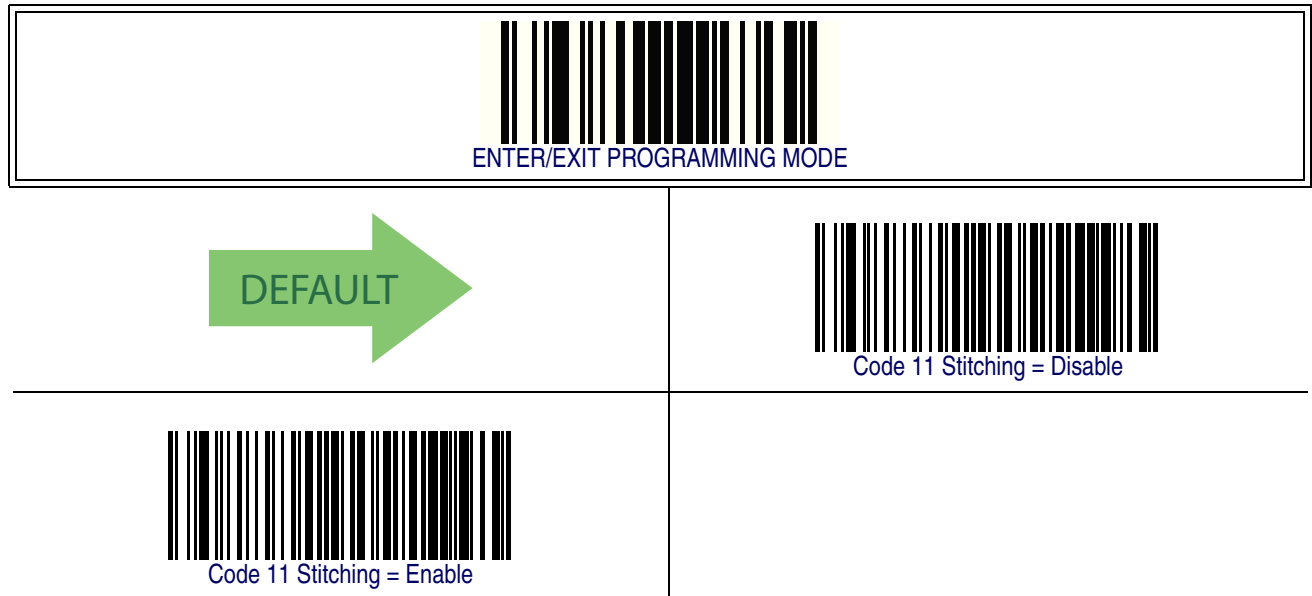 ENTER/EXIT PROGRAMMING MODE
DEFAULT
Code 11 Stitching = Disable
Code 11 Stitching = Enable